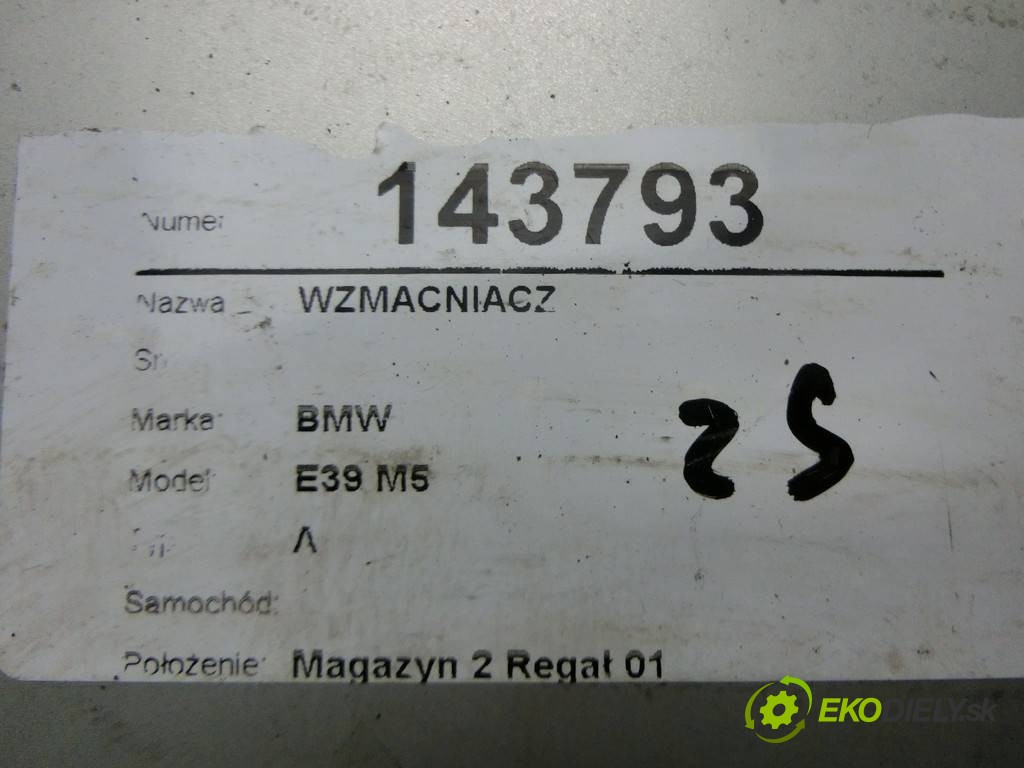 Numer 143793
Nazwa WZMACNIACZ
Marka: BMW
25
Model: E39 M5
Samochód:
Położenie: Magazyn 2 Regał 01
EKODIELY.sk